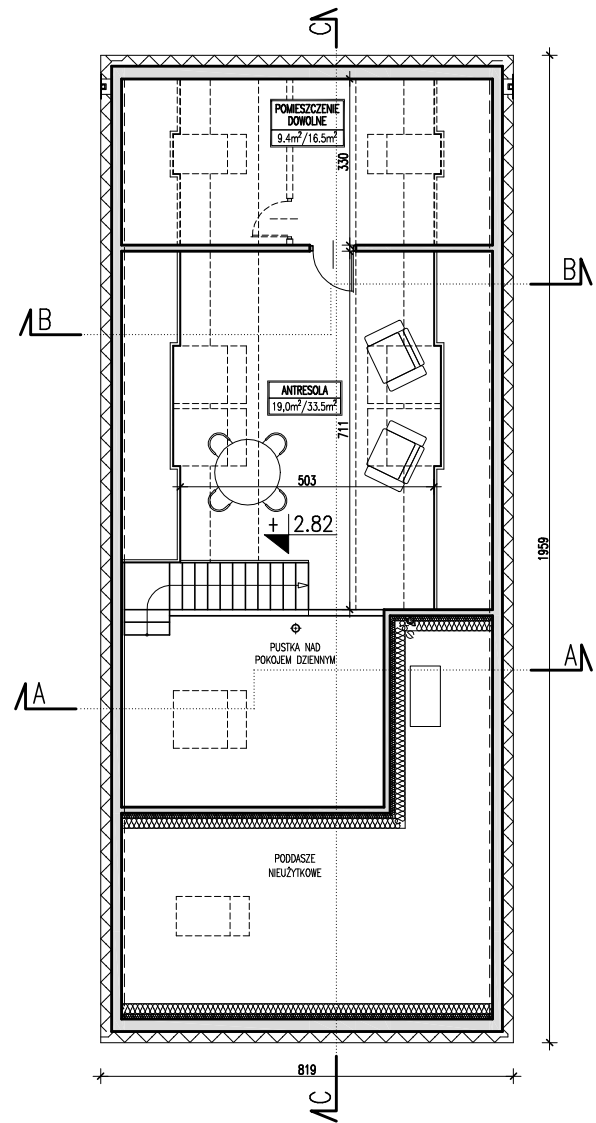 C
POMIESZCZENIE
DOWOLNE
9.4m²/16.5m²
330
B
B
ANTRESOLA
19,0m²/33.5m²
711
503
+ 2.82
1959
PUSTKA NAD
POKOJEM DZIENNYM
A
A
PODDASZE
NIEUŻYTKOWE
819
C